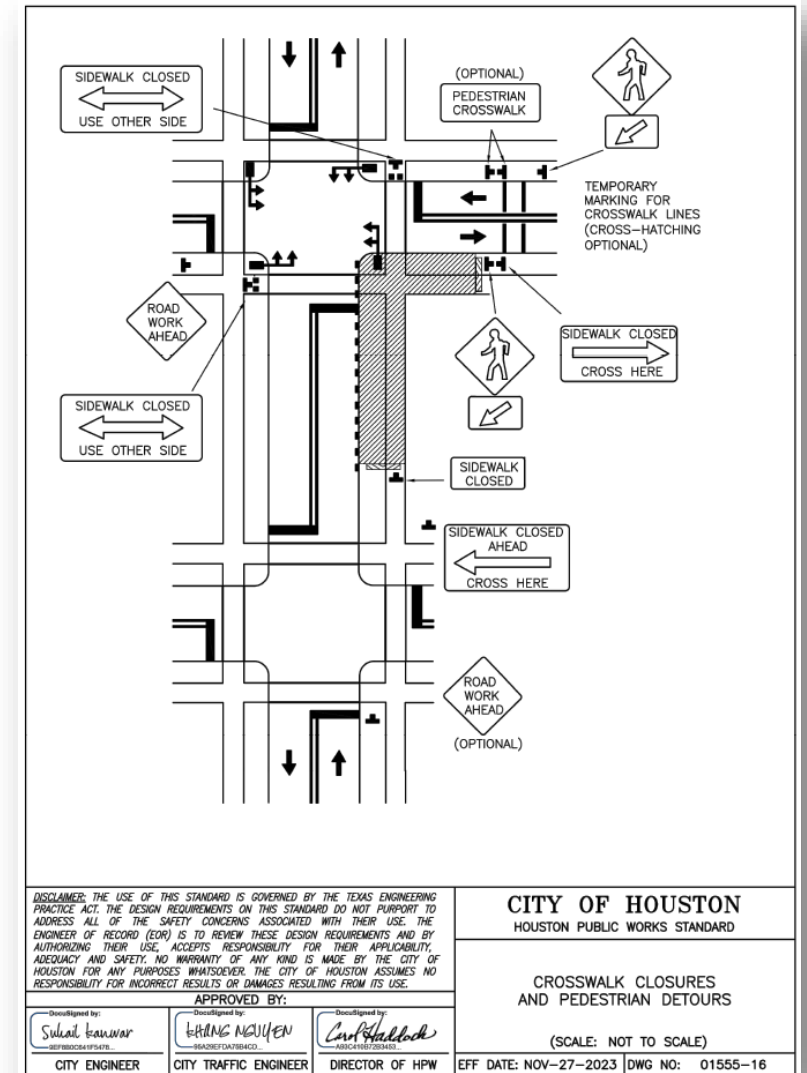 SIDEWALK CLOSED
USE OTHER SIDE
(OPTIONAL)
PEDESTRIAN
CROSSWALK
TEMPORARY
MARKING FOR
CROSSWALK LINES
(CROSS-HATCHING
OPTIONAL)
ROAD
WORK
AHEAD
SIDEWALK CLOSED
CROSS HERE
SIDEWALK CLOSED
USE OTHER SIDE
SIDEWALK
CLOSED
SIDEWALK CLOSED
AHEAD
CROSS HERE
ROAD
WORK
AHEAD
(OPTIONAL)
DISCLAIMER: THE USE OF THIS STANDARD IS GOVERNED BY THE TEXAS ENGINEERING
PRACTICE ACT. THE DESIGN REQUIREMENTS ON THIS STANDARD DO NOT PURPORT TO
ADDRESS ALL OF THE SAFETY CONCERNS ASSOCIATED WITH THEIR USE. THE
ENGINEER OF RECORD (EOR) IS TO REVIEW THESE DESIGN REQUIREMENTS AND BY
AUTHORIZING THEIR USE, ACCEPTS RESPONSIBILITY FOR THEIR APPLICABILITY,
ADEQUACY AND SAFETY. NO WARRANTY OF ANY KIND IS MADE BY THE CITY OF
HOUSTON FOR ANY PURPOSES WHATSOEVER. THE CITY OF HOUSTON ASSUMES NO
RESPONSIBILITY FOR INCORRECT RESULTS OR DAMAGES RESULTING FROM ITS USE.
APPROVED BY:
DocuSigned by:
Suhail Kanwar
CITY ENGINEER
DocuSigned by:
KHANG NGUYEN
CITY TRAFFIC ENGINEER
DocuSigned by:
Carol Haddock
DIRECTOR OF HPW
CITY OF HOUSTON
HOUSTON PUBLIC WORKS STANDARD
CROSSWALK CLOSURES
AND PEDESTRIAN DETOURS
(SCALE: NOT TO SCALE)
EFF DATE: NOV-27-2023
DWG NO: 01555-16